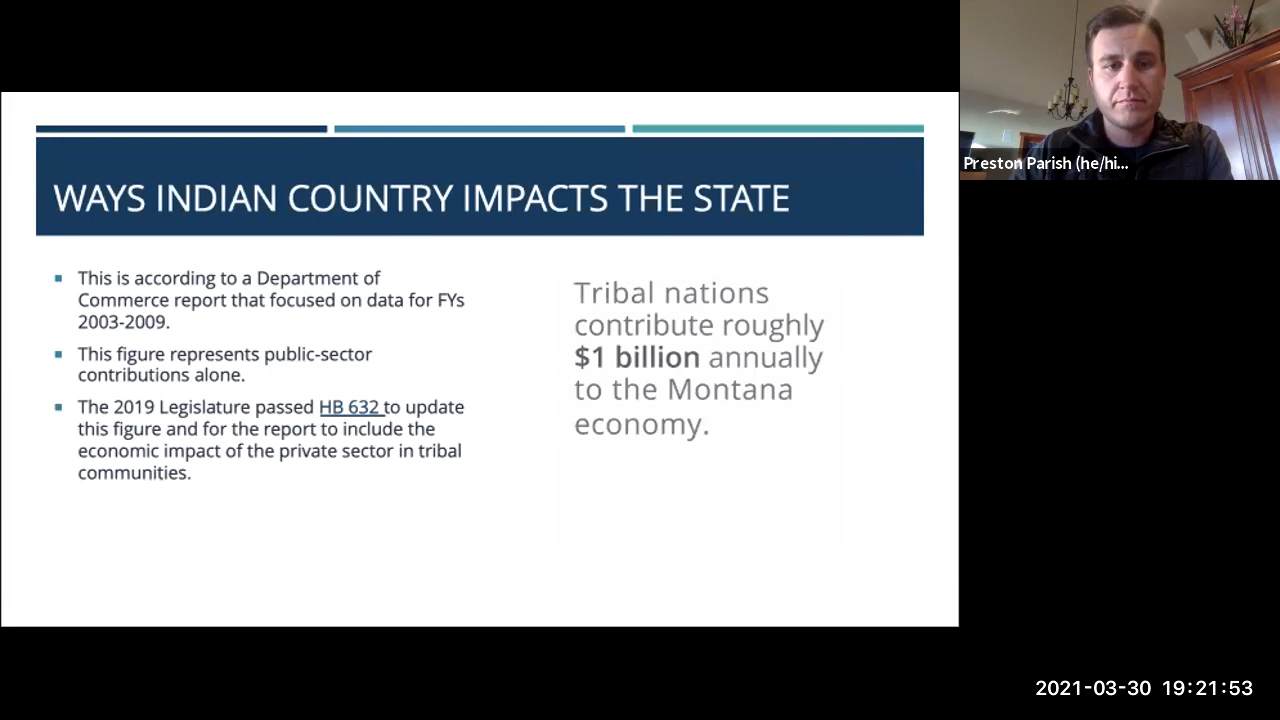 WAYS INDIAN COUNTRY IMPACTS THE STATE
This is according to a Department of
Commerce report that focused on data for FYs
2003-2009.
This figure represents public-sector
contributions alone.
The 2019 Legislature passed HB 632 to update
this figure and for the report to include the
economic impact of the private sector in tribal
communities.
Tribal nations
contribute roughly
$1 billion annually
to the Montana
economy.
Preston Parish (he/hi...
2021-03-30 19:21:53